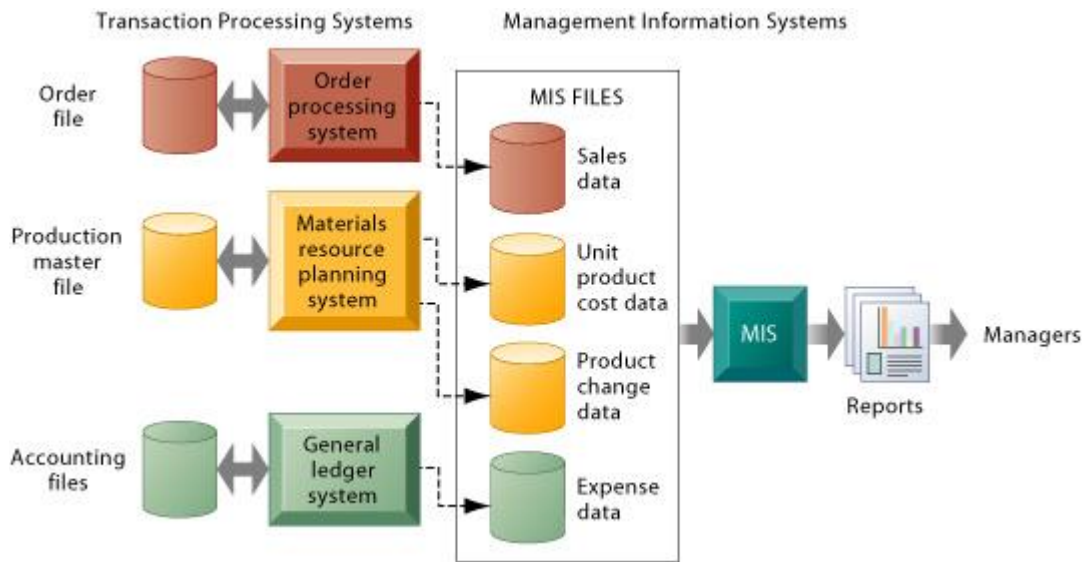 Transaction Processing Systems
Management Information Systems
Order
file
Order
processing
system
Production
master
file
Materials
resource
planning
system
Accounting
files
General
ledger
system
MIS FILES
Sales
data
Unit
product
cost data
Product
change
data
Expense
data
MIS
Reports
Managers